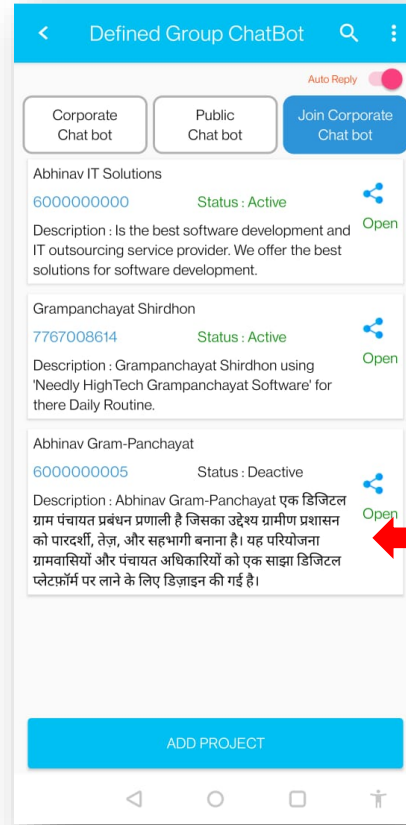 Defined Group ChatBot
Auto Reply
Corporate
Chat bot
Public
Chat bot
Join Corporate
Chat bot
Abhinav IT Solutions
6000000000 Status : Active
Open
Description : Is the best software development and
IT outsourcing service provider. We offer the best
solutions for software development.
Grampanchayat Shirdhon
7767008614 Status : Active
Open
Description : Grampanchayat Shirdhon using
'Needly HighTech Grampanchayat Software' for
there Daily Routine.
Abhinav Gram-Panchayat
6000000005 Status : Deactive
Description : Abhinav Gram-Panchayat एक डिजिटल
Open
ग्राम पंचायत प्रबंधन प्रणाली है जिसका उद्देश्य ग्रामीण प्रशासन
को पारदर्शी, तेज़, और सहभागी बनाना है। यह परियोजना
ग्रामवासियों और पंचायत अधिकारियों को एक साझा डिजिटल
प्लेटफ़ॉर्म पर लाने के लिए डिज़ाइन की गई है।
ADD PROJECT